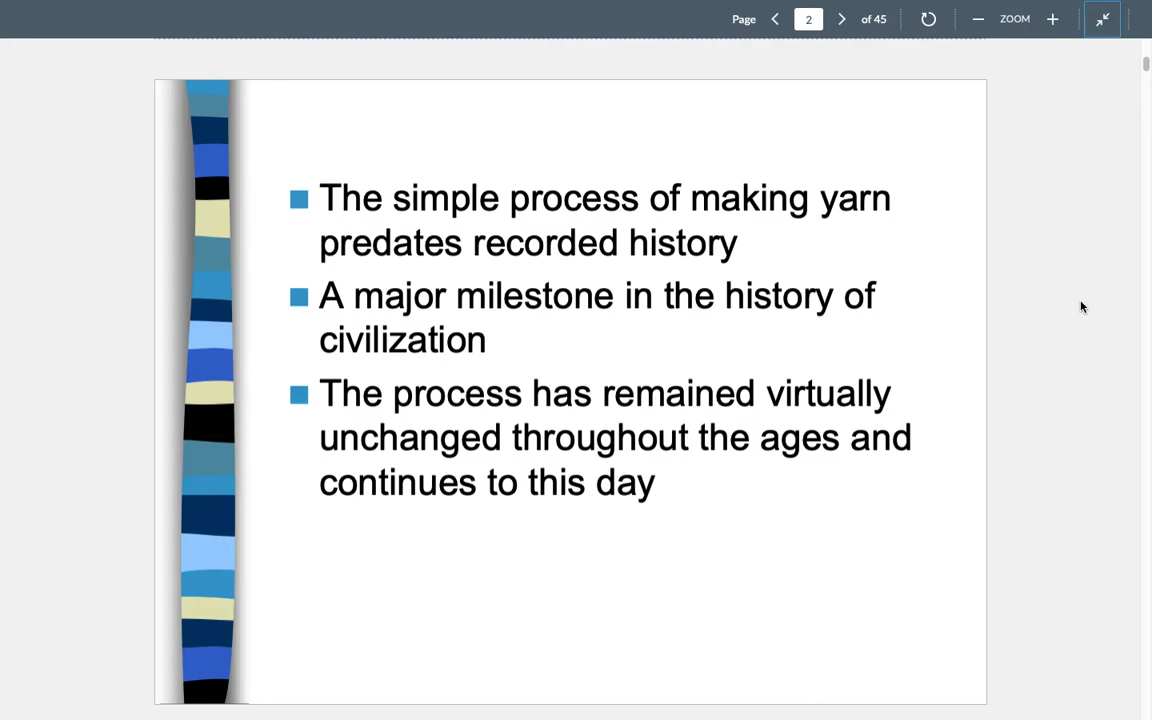 Page 2 of 45 ZOOM
The simple process of making yarn
predates recorded history
A major milestone in the history of
civilization
The process has remained virtually
unchanged throughout the ages and
continues to this day